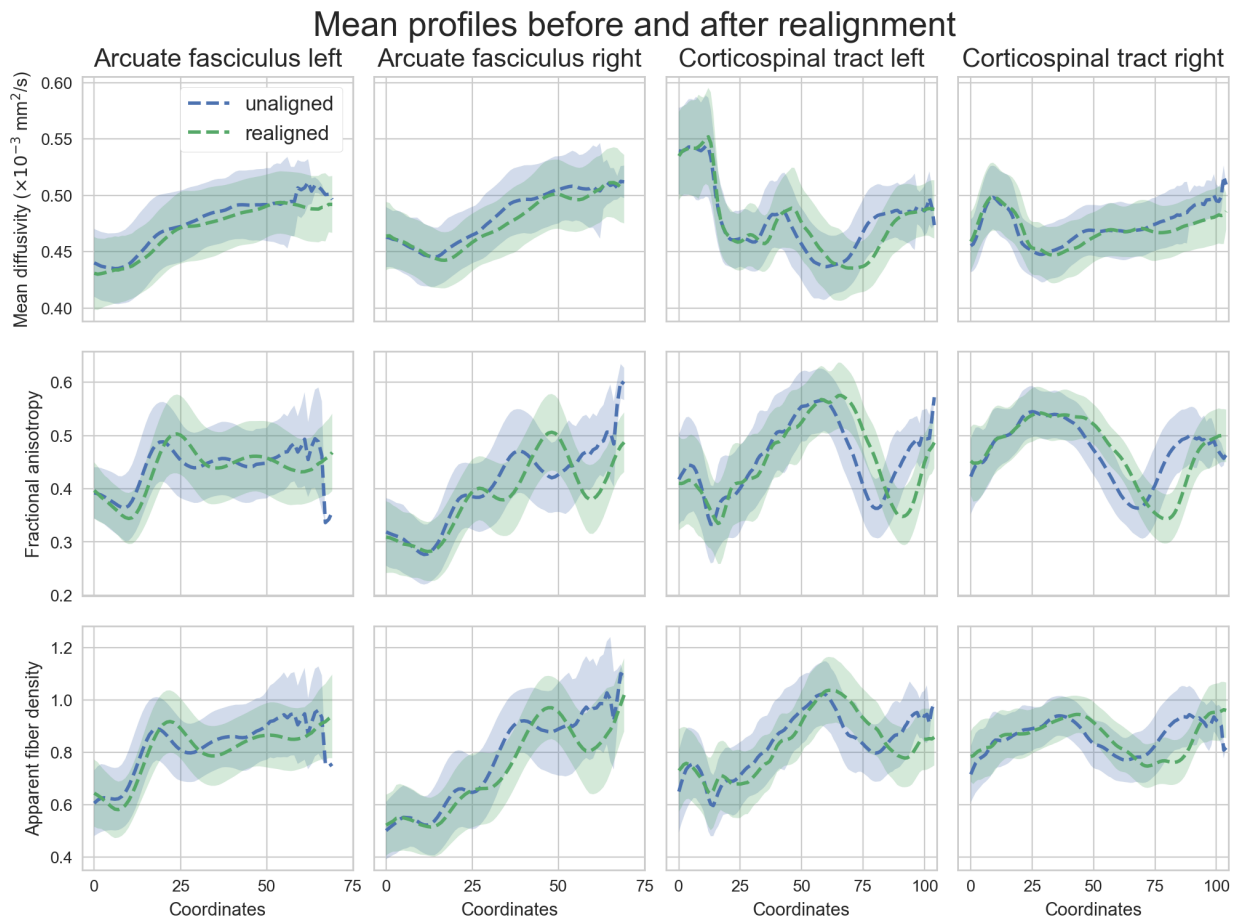 Mean profiles before and after realignment
Arcuate fasciculus left
Arcuate fasciculus right
Corticospinal tract left
Corticospinal tract right
Mean diffusivity (×10⁻³ mm²/s)
0.60
0.55
0.50
0.45
0.40
unaligned
realigned
Fractional anisotropy
0.6
0.5
0.4
0.3
0.2
Apparent fiber density
1.2
1.0
0.8
0.6
0.4
0 25 50 75
0 25 50 75
0 25 50 75 100
0 25 50 75 100
Coordinates
Coordinates
Coordinates
Coordinates